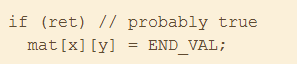 if (ret) // probably true
  mat[x][y] = END_VAL;